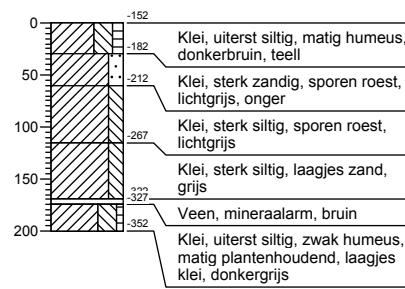 0
50
100
150
200
-152
-182
-212
-267
-322
-327
-352
Klei, uiterst siltig, matig humeus,
donkerbruin, teell
Klei, sterk zandig, sporen roest,
lichtgrijs, onger
Klei, sterk siltig, sporen roest,
lichtgrijs
Klei, sterk siltig, laagjes zand,
grijs
Veen, mineraalarm, bruin
Klei, uiterst siltig, zwak humeus,
matig plantenhoudend, laagjes
klei, donkergrijs